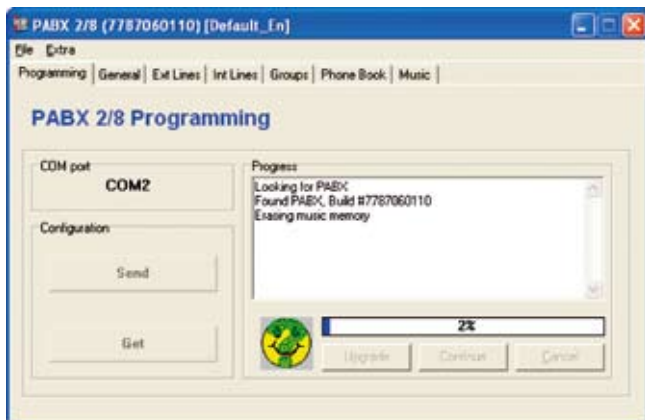 PABX 2/8 (7787060110) [Default_En]
File Extra
Programming General Ext Lines Int Lines Groups Phone Book Music
PABX 2/8 Programming
COM port
COM2
Configuration
Send
Get
Progress
Looking for PABX
Found PABX, Build #7787060110
Erasing music memory
2%
Upgrade Continue Cancel